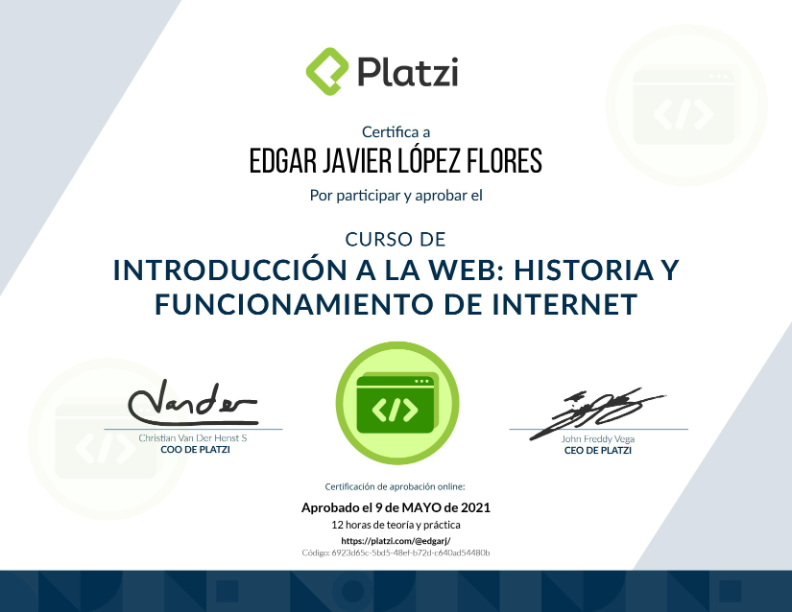 Platzi
Certifica a
EDGAR JAVIER LÓPEZ FLORES
Por participar y aprobar el
CURSO DE
INTRODUCCIÓN A LA WEB: HISTORIA Y
FUNCIONAMIENTO DE INTERNET
</>
Vander
Christian Van Der Henst S
COO DE PLATZI
John Freddy Vega
CEO DE PLATZI
Certificación de aprobación online:
Aprobado el 9 de MAYO de 2021
12 horas de teoría y práctica
https://platzi.com/@edgarj/
Código: 6923d65c-5bd5-48ef-b72d-c640ad54480b